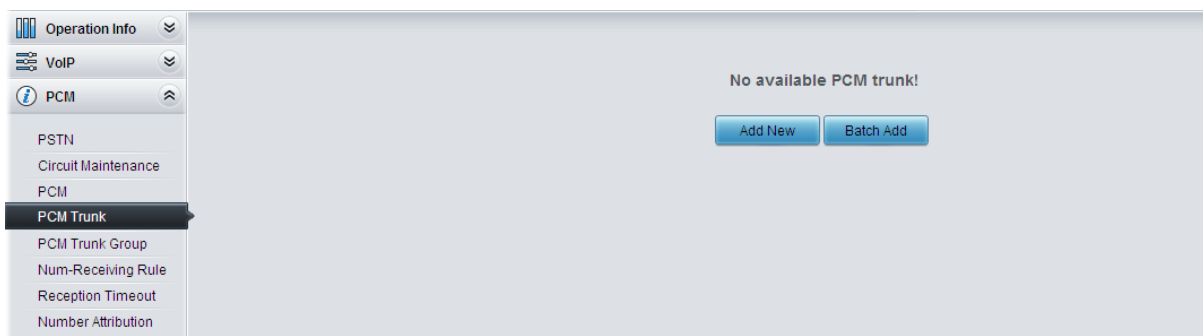 Operation Info
VoIP
PCM
PSTN
Circuit Maintenance
PCM
PCM Trunk
PCM Trunk Group
Num-Receiving Rule
Reception Timeout
Number Attribution
No available PCM trunk!
Add New Batch Add